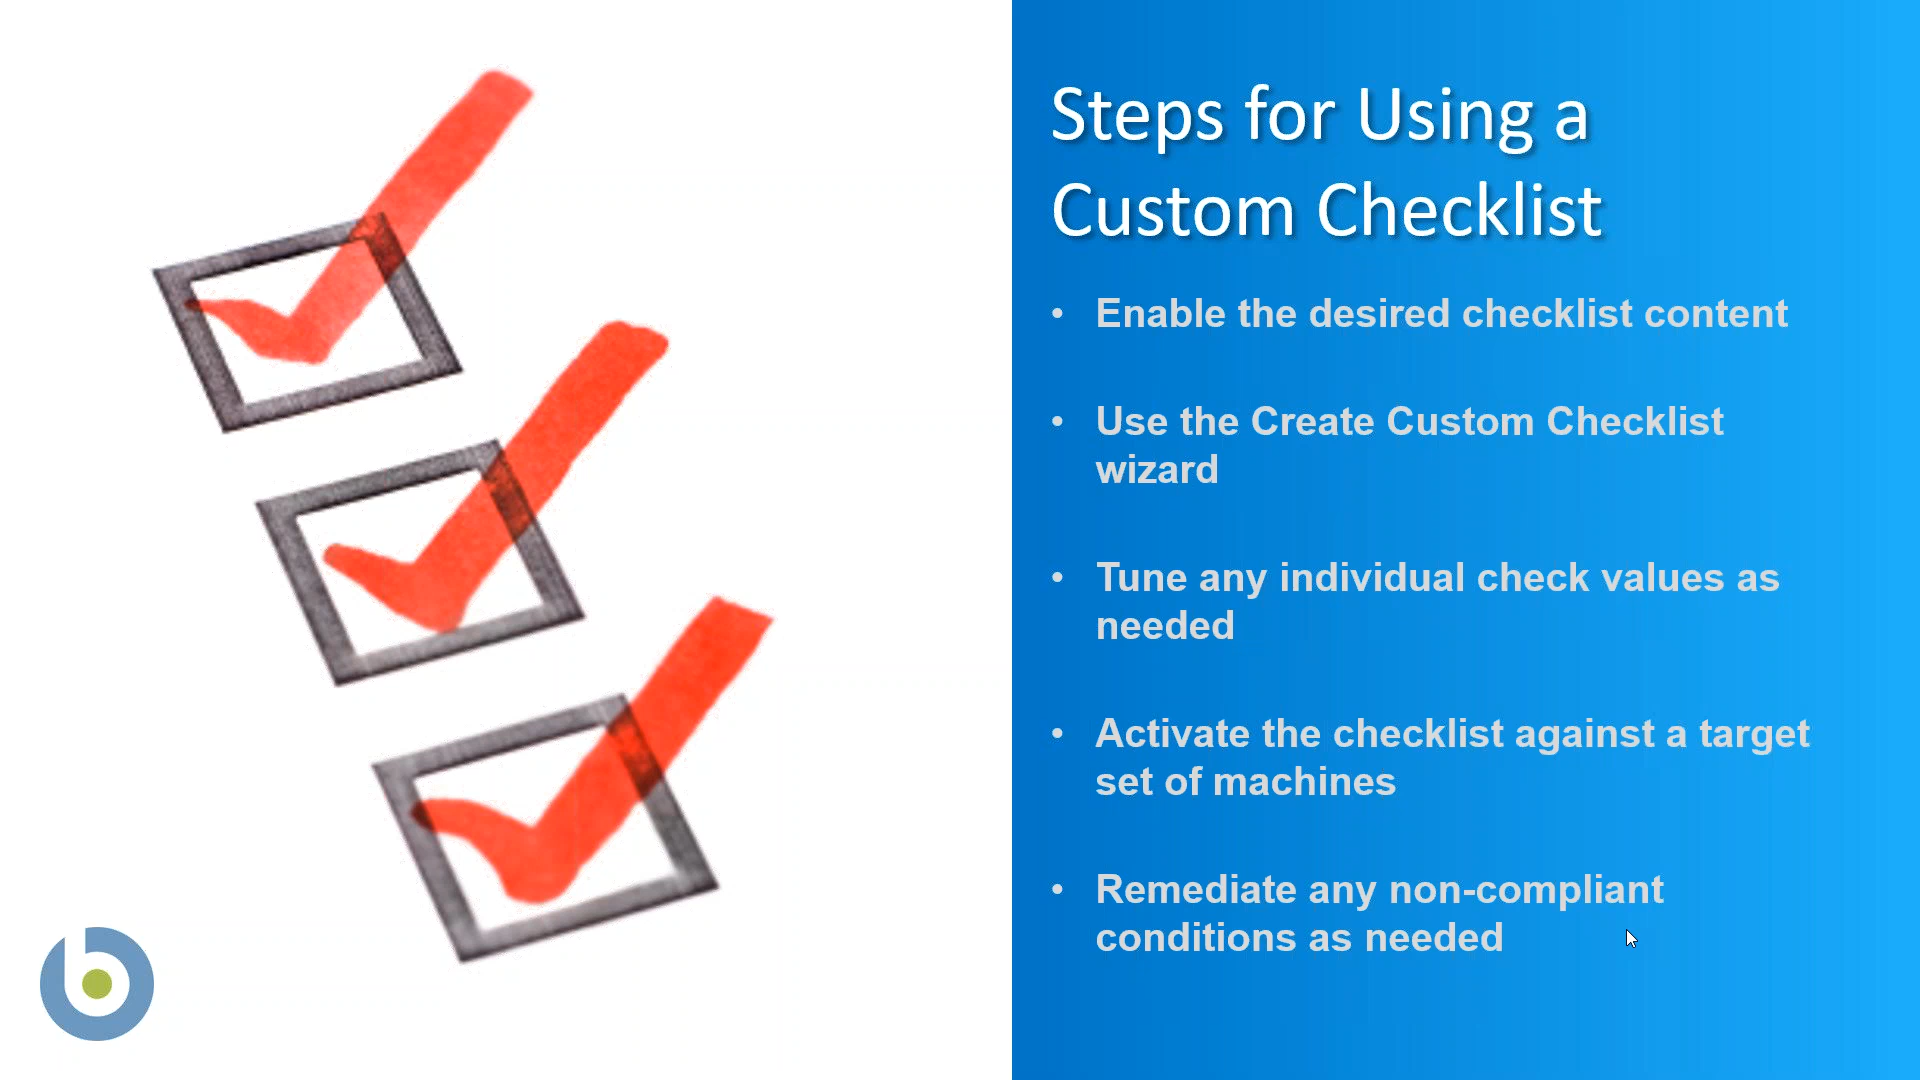 Steps for Using a
Custom Checklist
• Enable the desired checklist content
• Use the Create Custom Checklist
wizard
• Tune any individual check values as
needed
• Activate the checklist against a target
set of machines
• Remediate any non-compliant
conditions as needed
b